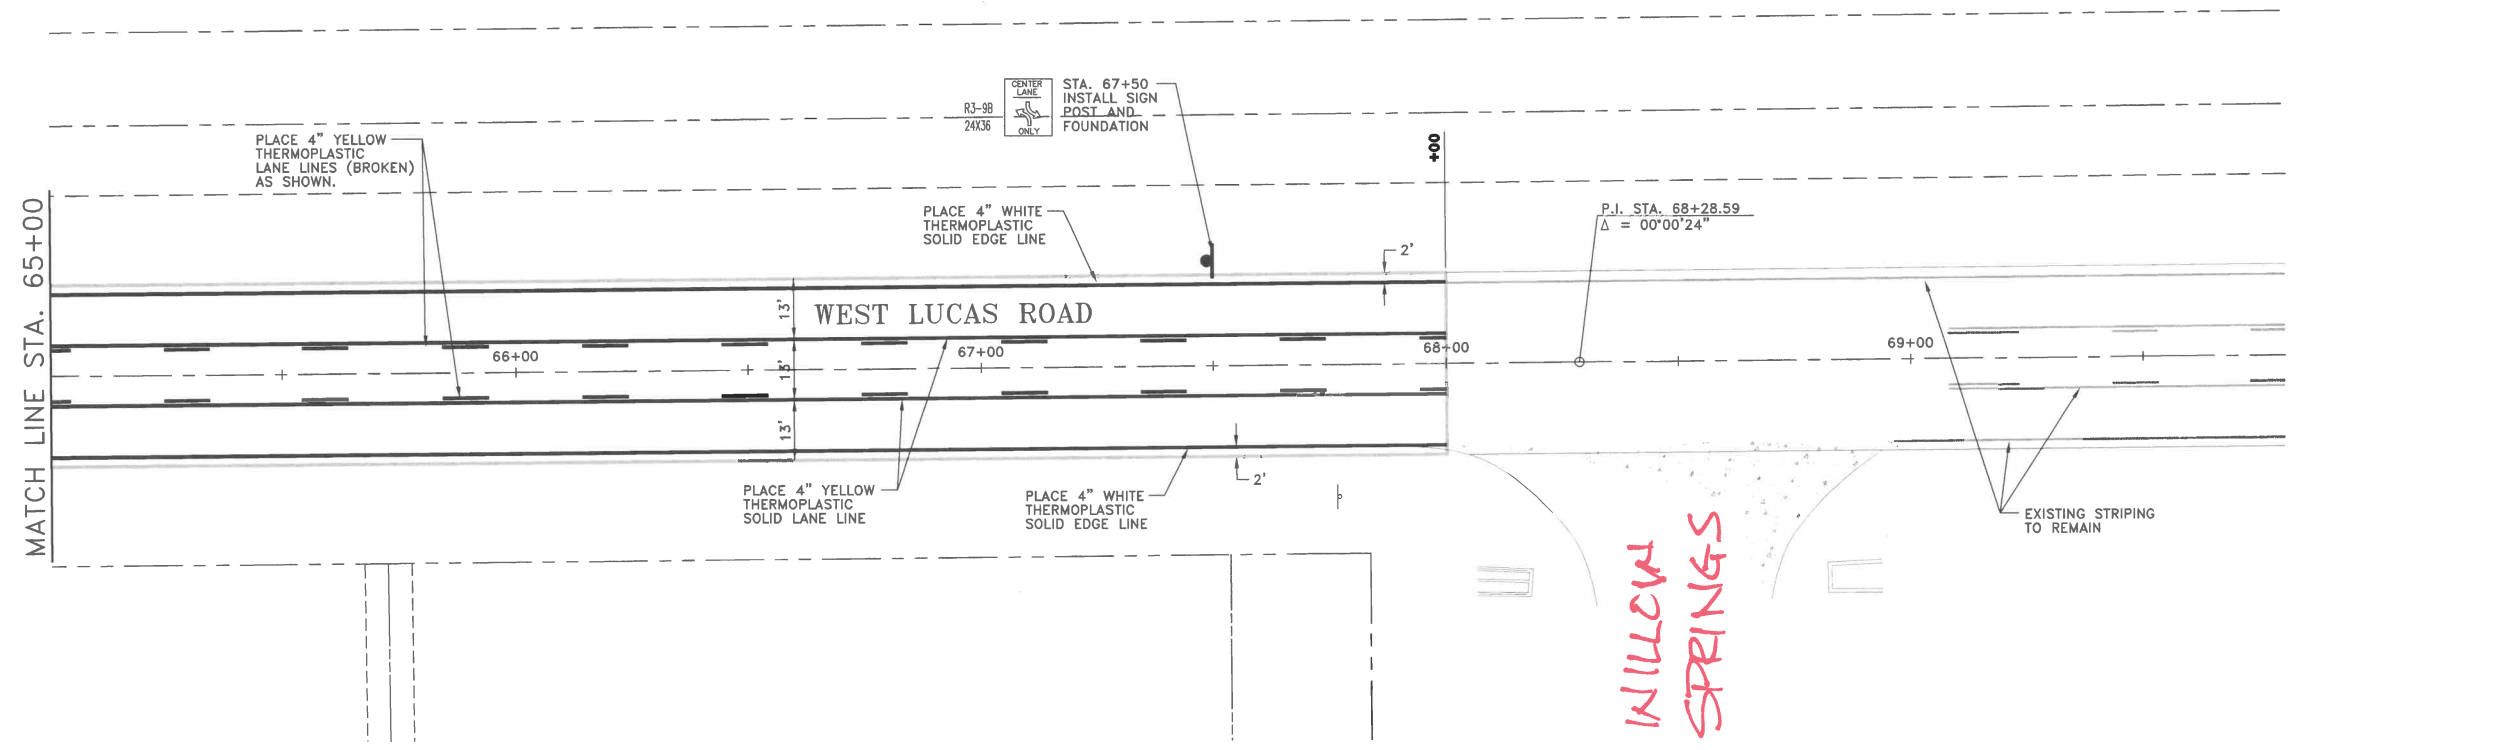 CENTER
LANE
ONLY
R3-9B
24X36
STA. 67+50
INSTALL SIGN
POST AND
FOUNDATION
PLACE 4" YELLOW
THERMOPLASTIC
LANE LINES (BROKEN)
AS SHOWN.
+00
MATCH LINE STA. 65+00
PLACE 4" WHITE
THERMOPLASTIC
SOLID EDGE LINE
P.I. STA. 68+28.59
Δ = 00°00'24"
2'
13'
WEST LUCAS ROAD
66+00
67+00
68+00
69+00
13'
13'
PLACE 4" YELLOW
THERMOPLASTIC
SOLID LANE LINE
PLACE 4" WHITE
THERMOPLASTIC
SOLID EDGE LINE
2'
EXISTING STRIPING
TO REMAIN
SPRINGS